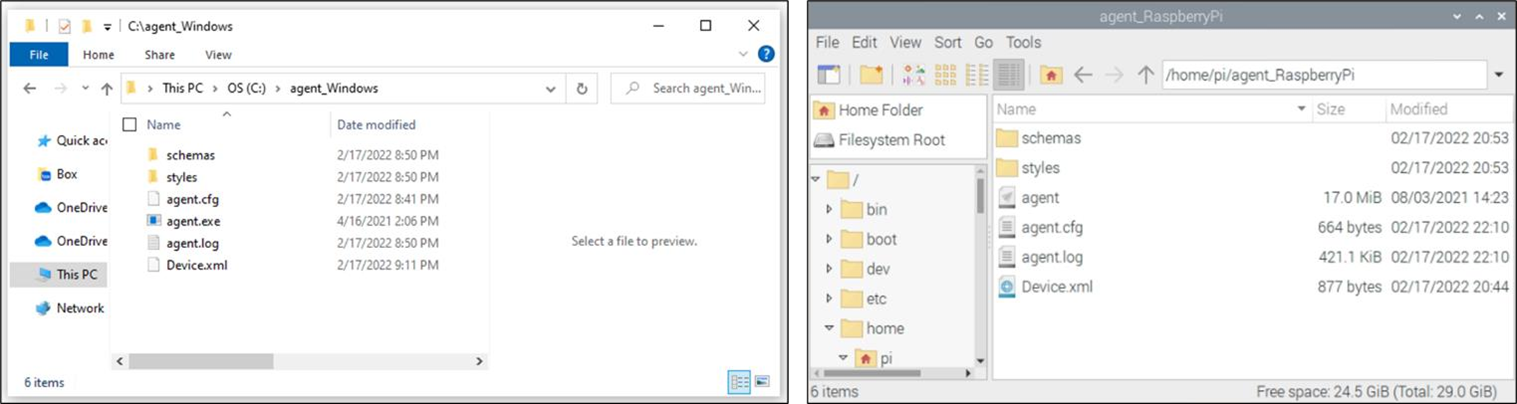 C:\agent_Windows
File Home Share View
This PC OS (C:) agent_Windows Search agent_Win...
Name Date modified
Quick
Box
OneDrive
OneDrive
This PC
Network
schemas 2/17/2022 8:50 PM
styles 2/17/2022 8:50 PM
agent.cfg 2/17/2022 8:41 PM
agent.exe 4/16/2021 2:06 PM
agent.log 2/17/2022 8:50 PM
Device.xml 2/17/2022 9:11 PM
Select a file to preview.
6 items
agent_RaspberryPi
File Edit View Sort Go Tools
/home/pi/agent_RaspberryPi
Home Folder
Filesystem Root
/
bin
boot
dev
etc
home
pi
Name Size Modified
schemas 02/17/2022 20:53
styles 02/17/2022 20:53
agent 17.0 MiB 08/03/2021 14:23
agent.cfg 664 bytes 02/17/2022 22:10
agent.log 421.1 KiB 02/17/2022 22:10
Device.xml 877 bytes 02/17/2022 20:44
6 items Free space: 24.5 GiB (Total: 29.0 GiB)